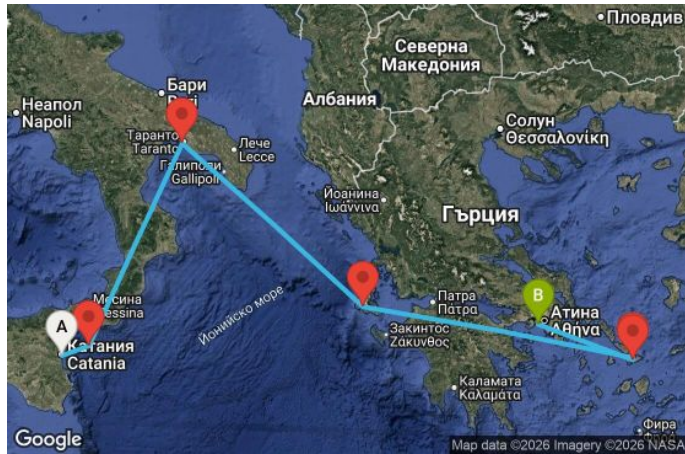 Пловдив
Северна
Македония
Бари
Неапол
Napoli
Албания
Солун
Θεσσαλονίκη
Таранто
Taranto
Лече
Lecce
Галиполи
Gallipoli
Йоанина
Ιωάννινα
Гърция
Месина
Патра
Πάτρα
B
Атина
Αθήνα
A
Йонийско море
Закинтос
Ζάκυνθος
Катания
Catania
Каламата
Καλαμάτα
Фира
Google
Map data ©2026 Imagery ©2026 NASA